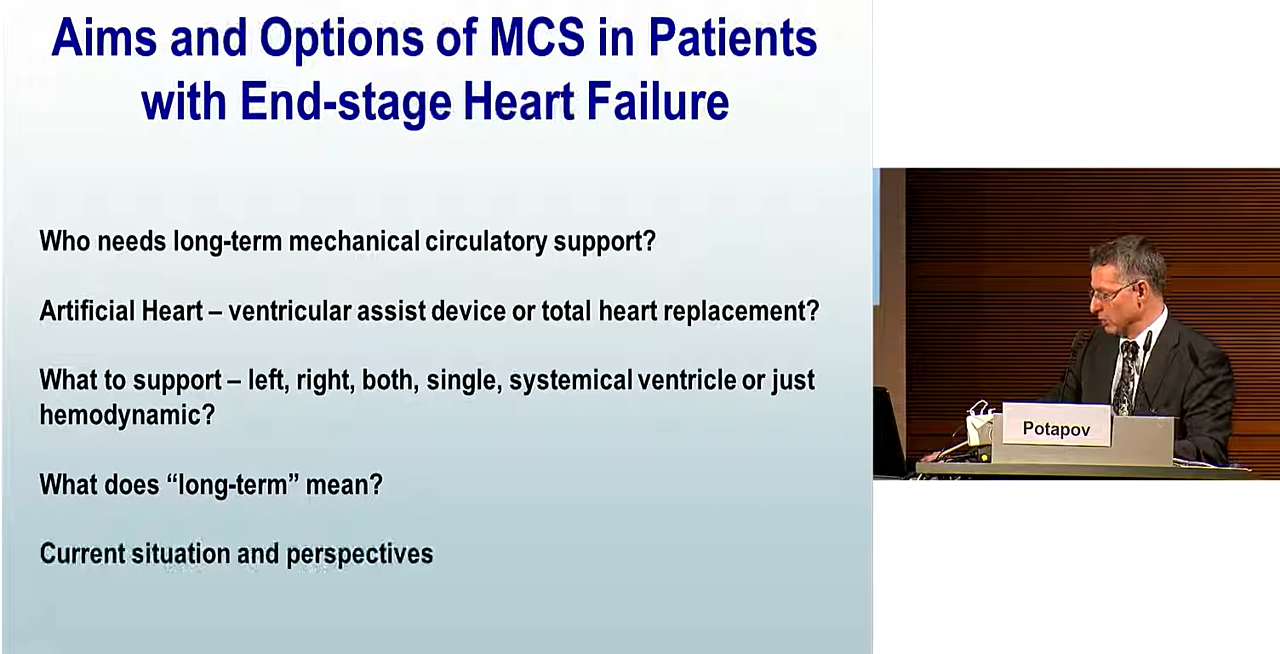 Aims and Options of MCS in Patients
with End-stage Heart Failure
Who needs long-term mechanical circulatory support?
Artificial Heart – ventricular assist device or total heart replacement?
What to support – left, right, both, single, systemical ventricle or just
hemodynamic?
What does “long-term” mean?
Current situation and perspectives
Potapov